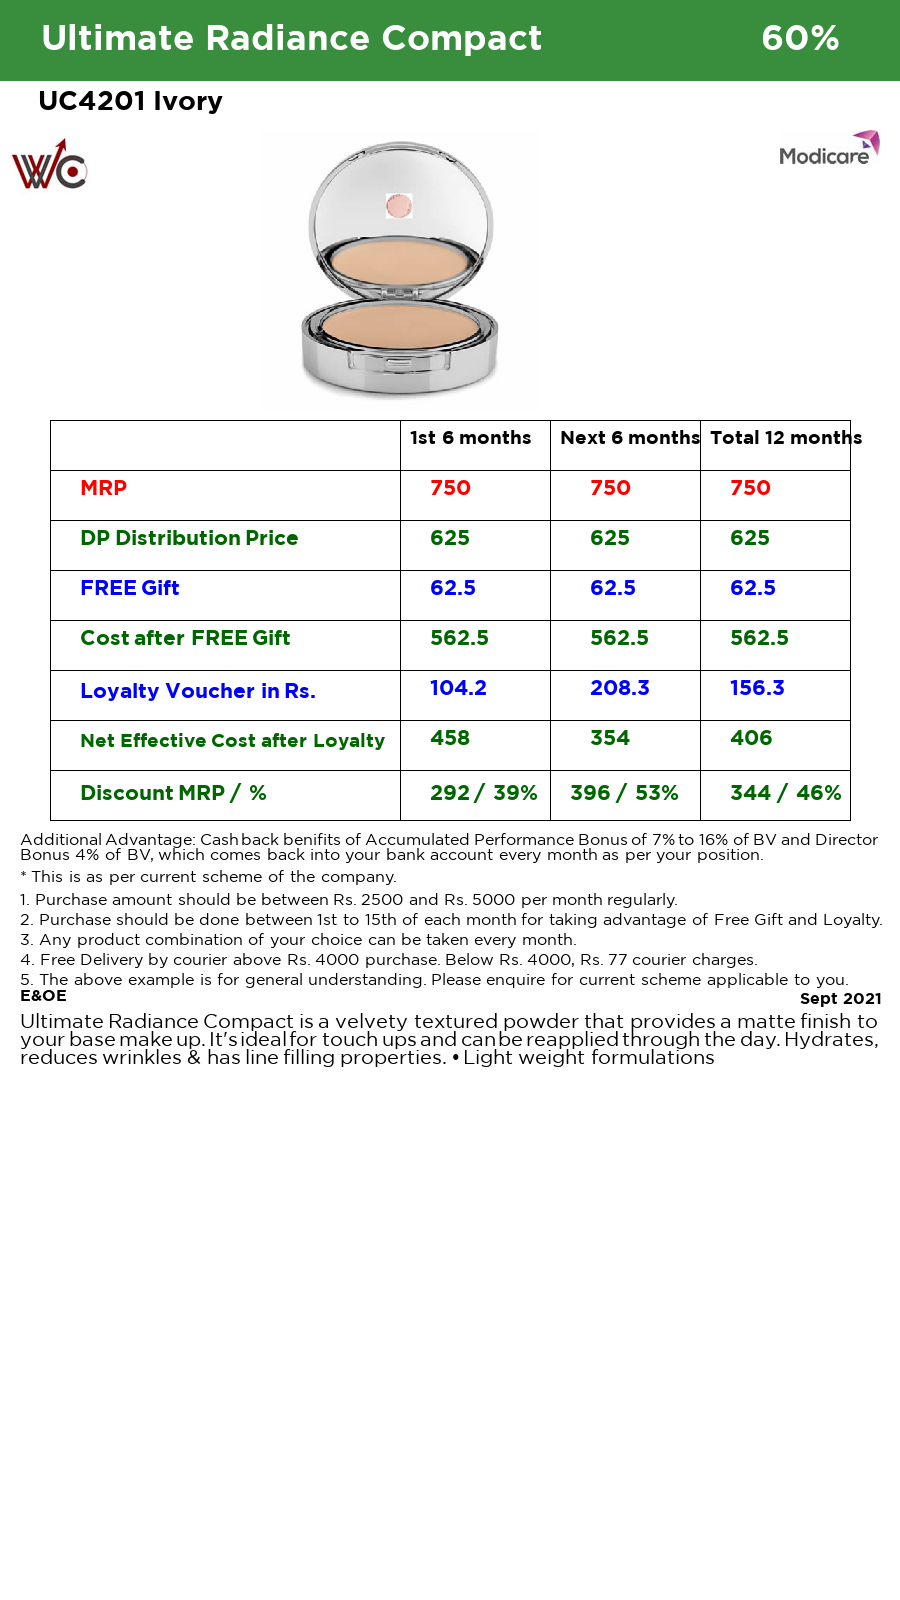 Ultimate Radiance Compact 60%
UC4201 Ivory
WC
Modicare
1st 6 months Next 6 months Total 12 months
MRP 750 750 750
DP Distribution Price 625 625 625
FREE Gift 62.5 62.5 62.5
Cost after FREE Gift 562.5 562.5 562.5
Loyalty Voucher in Rs. 104.2 208.3 156.3
Net Effective Cost after Loyalty 458 354 406
Discount MRP / % 292 / 39% 396 / 53% 344 / 46%
Additional Advantage: Cashback benifits of Accumulated Performance Bonus of 7% to 16% of BV and Director
Bonus 4% of BV, which comes back into your bank account every month as per your position.
* This is as per current scheme of the company.
1. Purchase amount should be between Rs. 2500 and Rs. 5000 per month regularly.
2. Purchase should be done between 1st to 15th of each month for taking advantage of Free Gift and Loyalty.
3. Any product combination of your choice can be taken every month.
4. Free Delivery by courier above Rs. 4000 purchase. Below Rs. 4000, Rs. 77 courier charges.
5. The above example is for general understanding. Please enquire for current scheme applicable to you.
E&OE
Sept 2021
Ultimate Radiance Compact is a velvety textured powder that provides a matte finish to
your base make up. It's ideal for touch ups and can be reapplied through the day. Hydrates,
reduces wrinkles & has line filling properties. • Light weight formulations